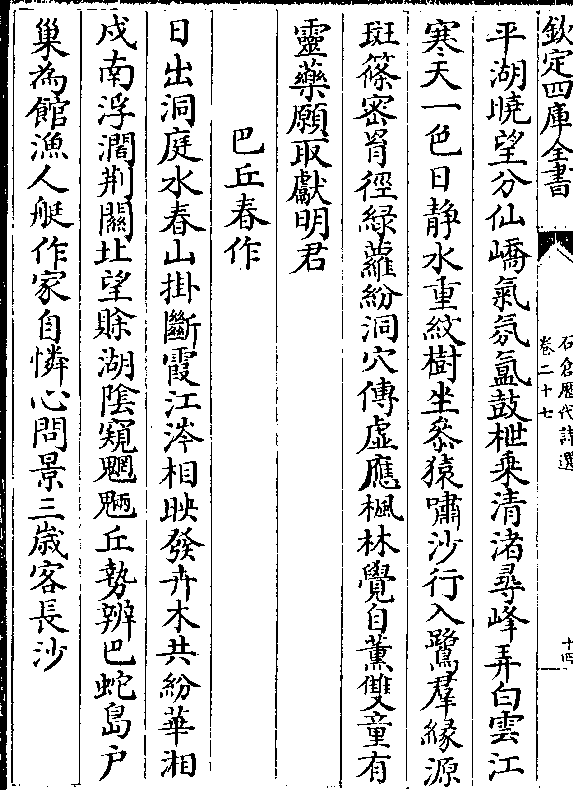 欽定四庫全書
石倉歷代詩選
卷二十七
十四
平湖曉望分仙嶠氣氛氳鼓枻乘清渚尋峰弄白雲江
寒天一色日静水重紋樹坐參猿嘯沙行入鷺羣緣源
斑篠密罥徑緑蘿紛洞穴傳虛應楓林覺自薰雙童有
靈藥願取獻明君
巴丘春作
日出洞庭水春山掛斷霞江涔相映發卉木共紛華湘
戍南浮濶荆關北望賒湖陰窺魍魎丘勢辨巴蛇島户
巢為館漁人艇作家自憐心問景三歲客長沙